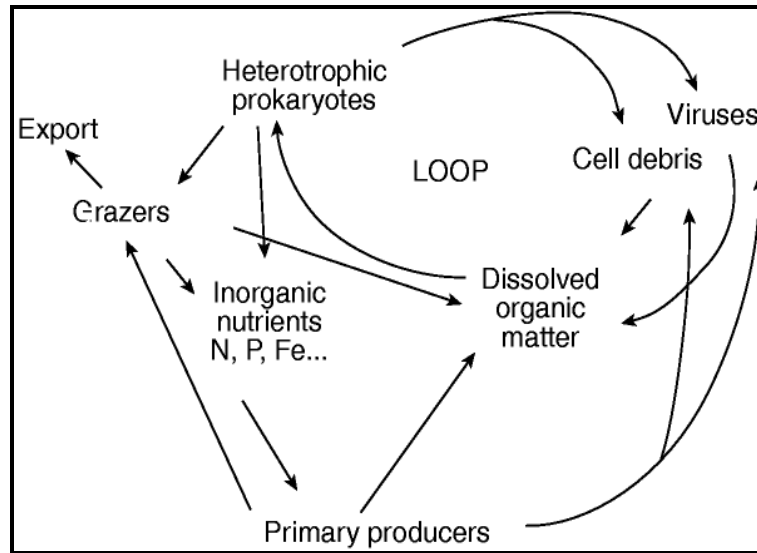 Heterotrophic
prokaryotes
Export
Viruses
Cell debris
LOOP
Grazers
Dissolved
organic
matter
Inorganic
nutrients
N, P, Fe...
Primary producers